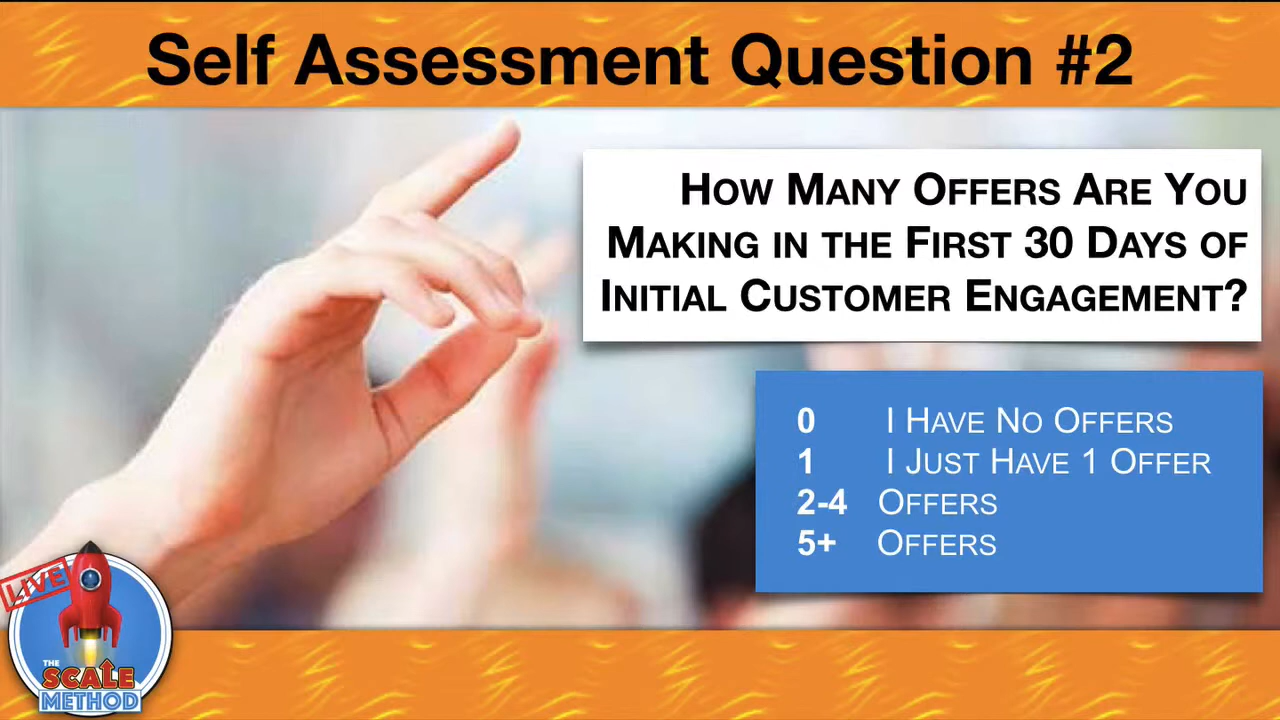 Self Assessment Question #2
How Many Offers Are You
Making in the First 30 Days of
Initial Customer Engagement?
0 I Have No Offers
1 I Just Have 1 Offer
2-4 Offers
5+ Offers
LIVE
THE
SCALE
METHOD